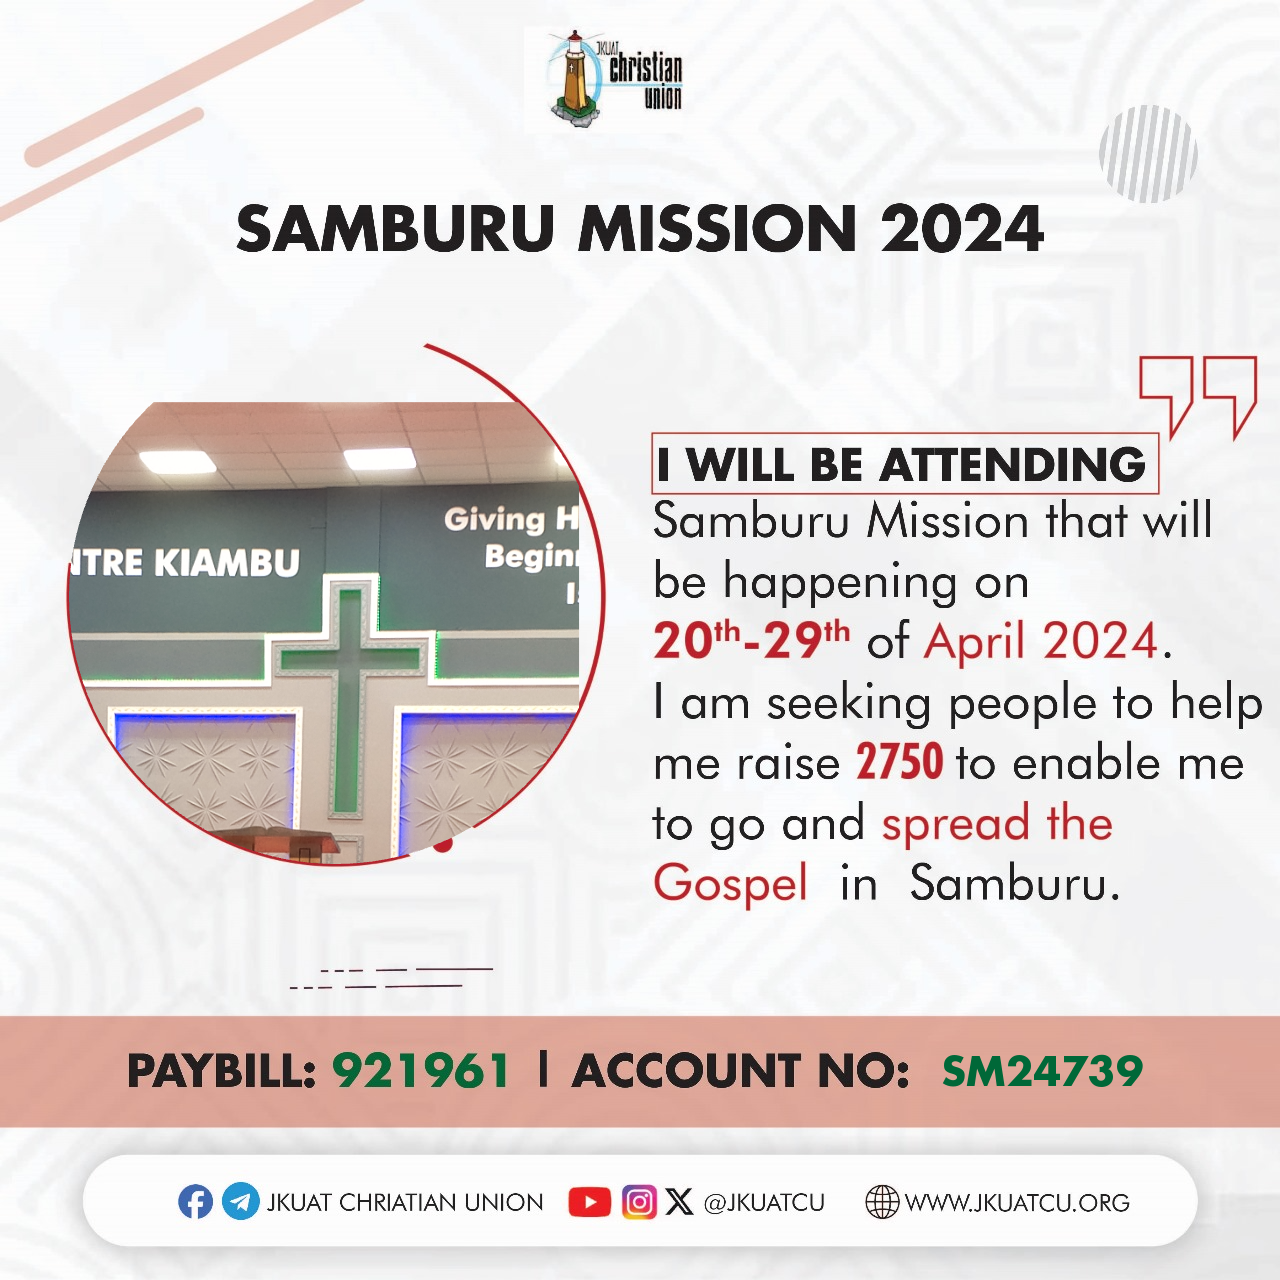 JKUAT
christian
union
SAMBURU MISSION 2024
Giving
NTRE KIAMBU
I WILL BE ATTENDING
Samburu Mission that will
be happening on
20th-29th of April 2024.
I am seeking people to help
me raise 2750 to enable me
to go and spread the
Gospel in Samburu.
PAYBILL: 921961 | ACCOUNT NO: SM24739
JKUAT CHRIATIAN UNION @JKUATCU WWW.JKUATCU.ORG